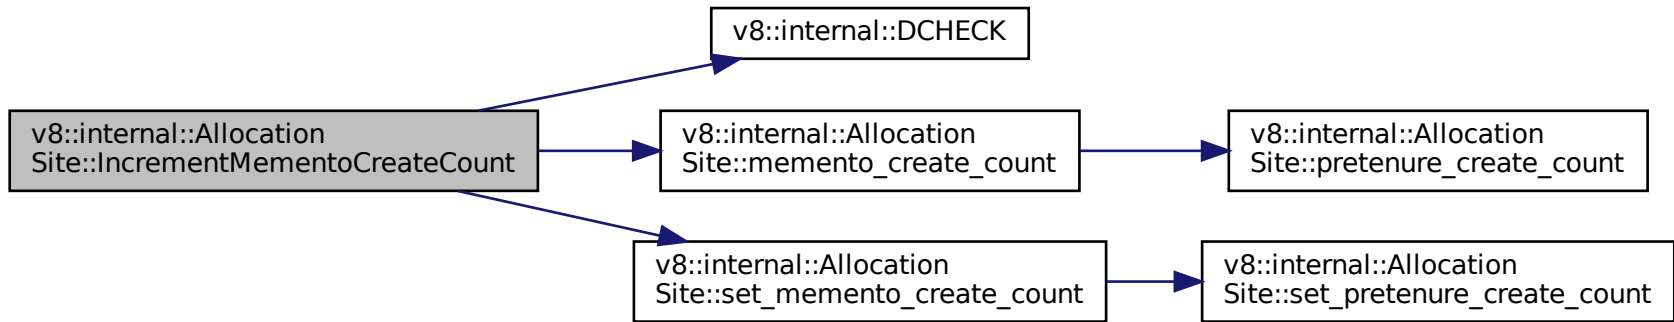 v8::internal::DCHECK
v8::internal::Allocation
Site::IncrementMementoCreateCount
v8::internal::Allocation
Site::memento_create_count
v8::internal::Allocation
Site::pretenure_create_count
v8::internal::Allocation
Site::set_memento_create_count
v8::internal::Allocation
Site::set_pretenure_create_count